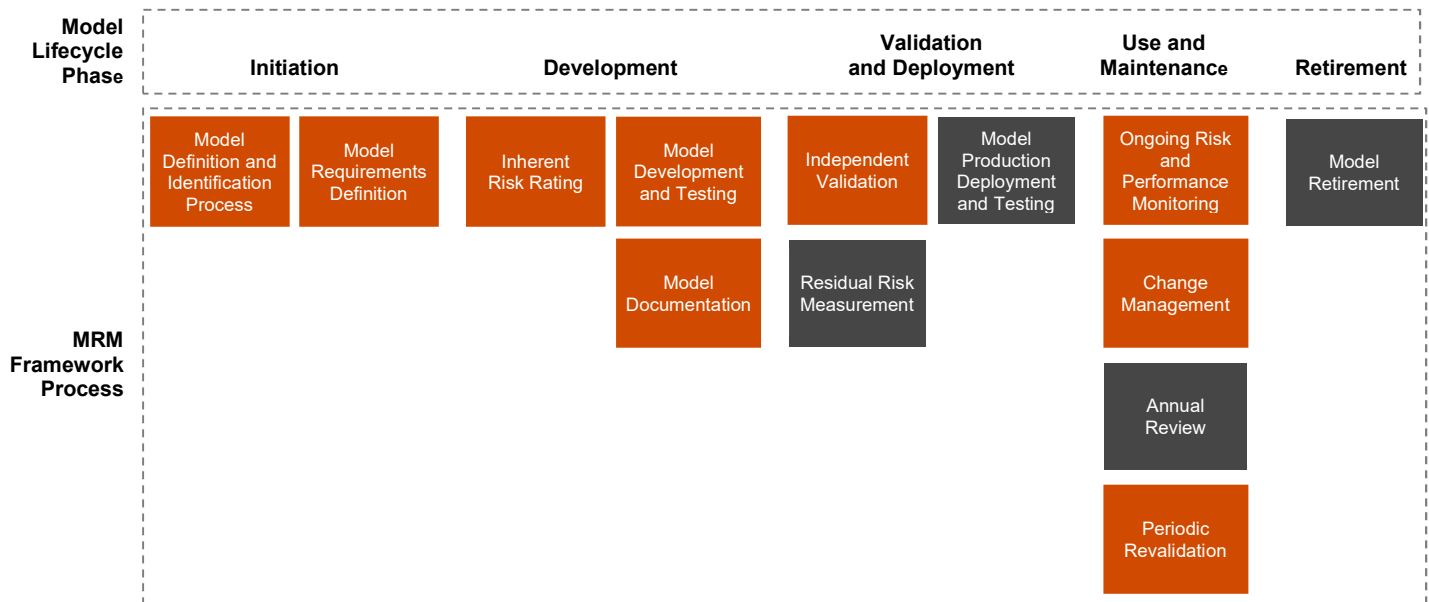 Model
Lifecycle
Phase
Initiation
Development
Validation
and Deployment
Use and
Maintenance
Retirement
Model
Definition and
Identification
Process
Model
Requirements
Definition
Inherent
Risk Rating
Model
Development
and Testing
Independent
Validation
Model
Production
Deployment
and Testing
Ongoing Risk
and
Performance
Monitoring
Model
Retirement
Model
Documentation
Residual Risk
Measurement
Change
Management
MRM
Framework
Process
Annual
Review
Periodic
Revalidation